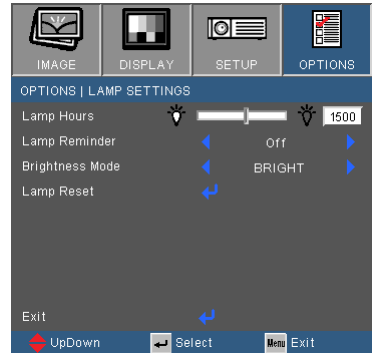 IMAGE DISPLAY SETUP OPTIONS
OPTIONS | LAMP SETTINGS
Lamp Hours 1500
Lamp Reminder Off
Brightness Mode BRIGHT
Lamp Reset
Exit
UpDown Select Menu Exit